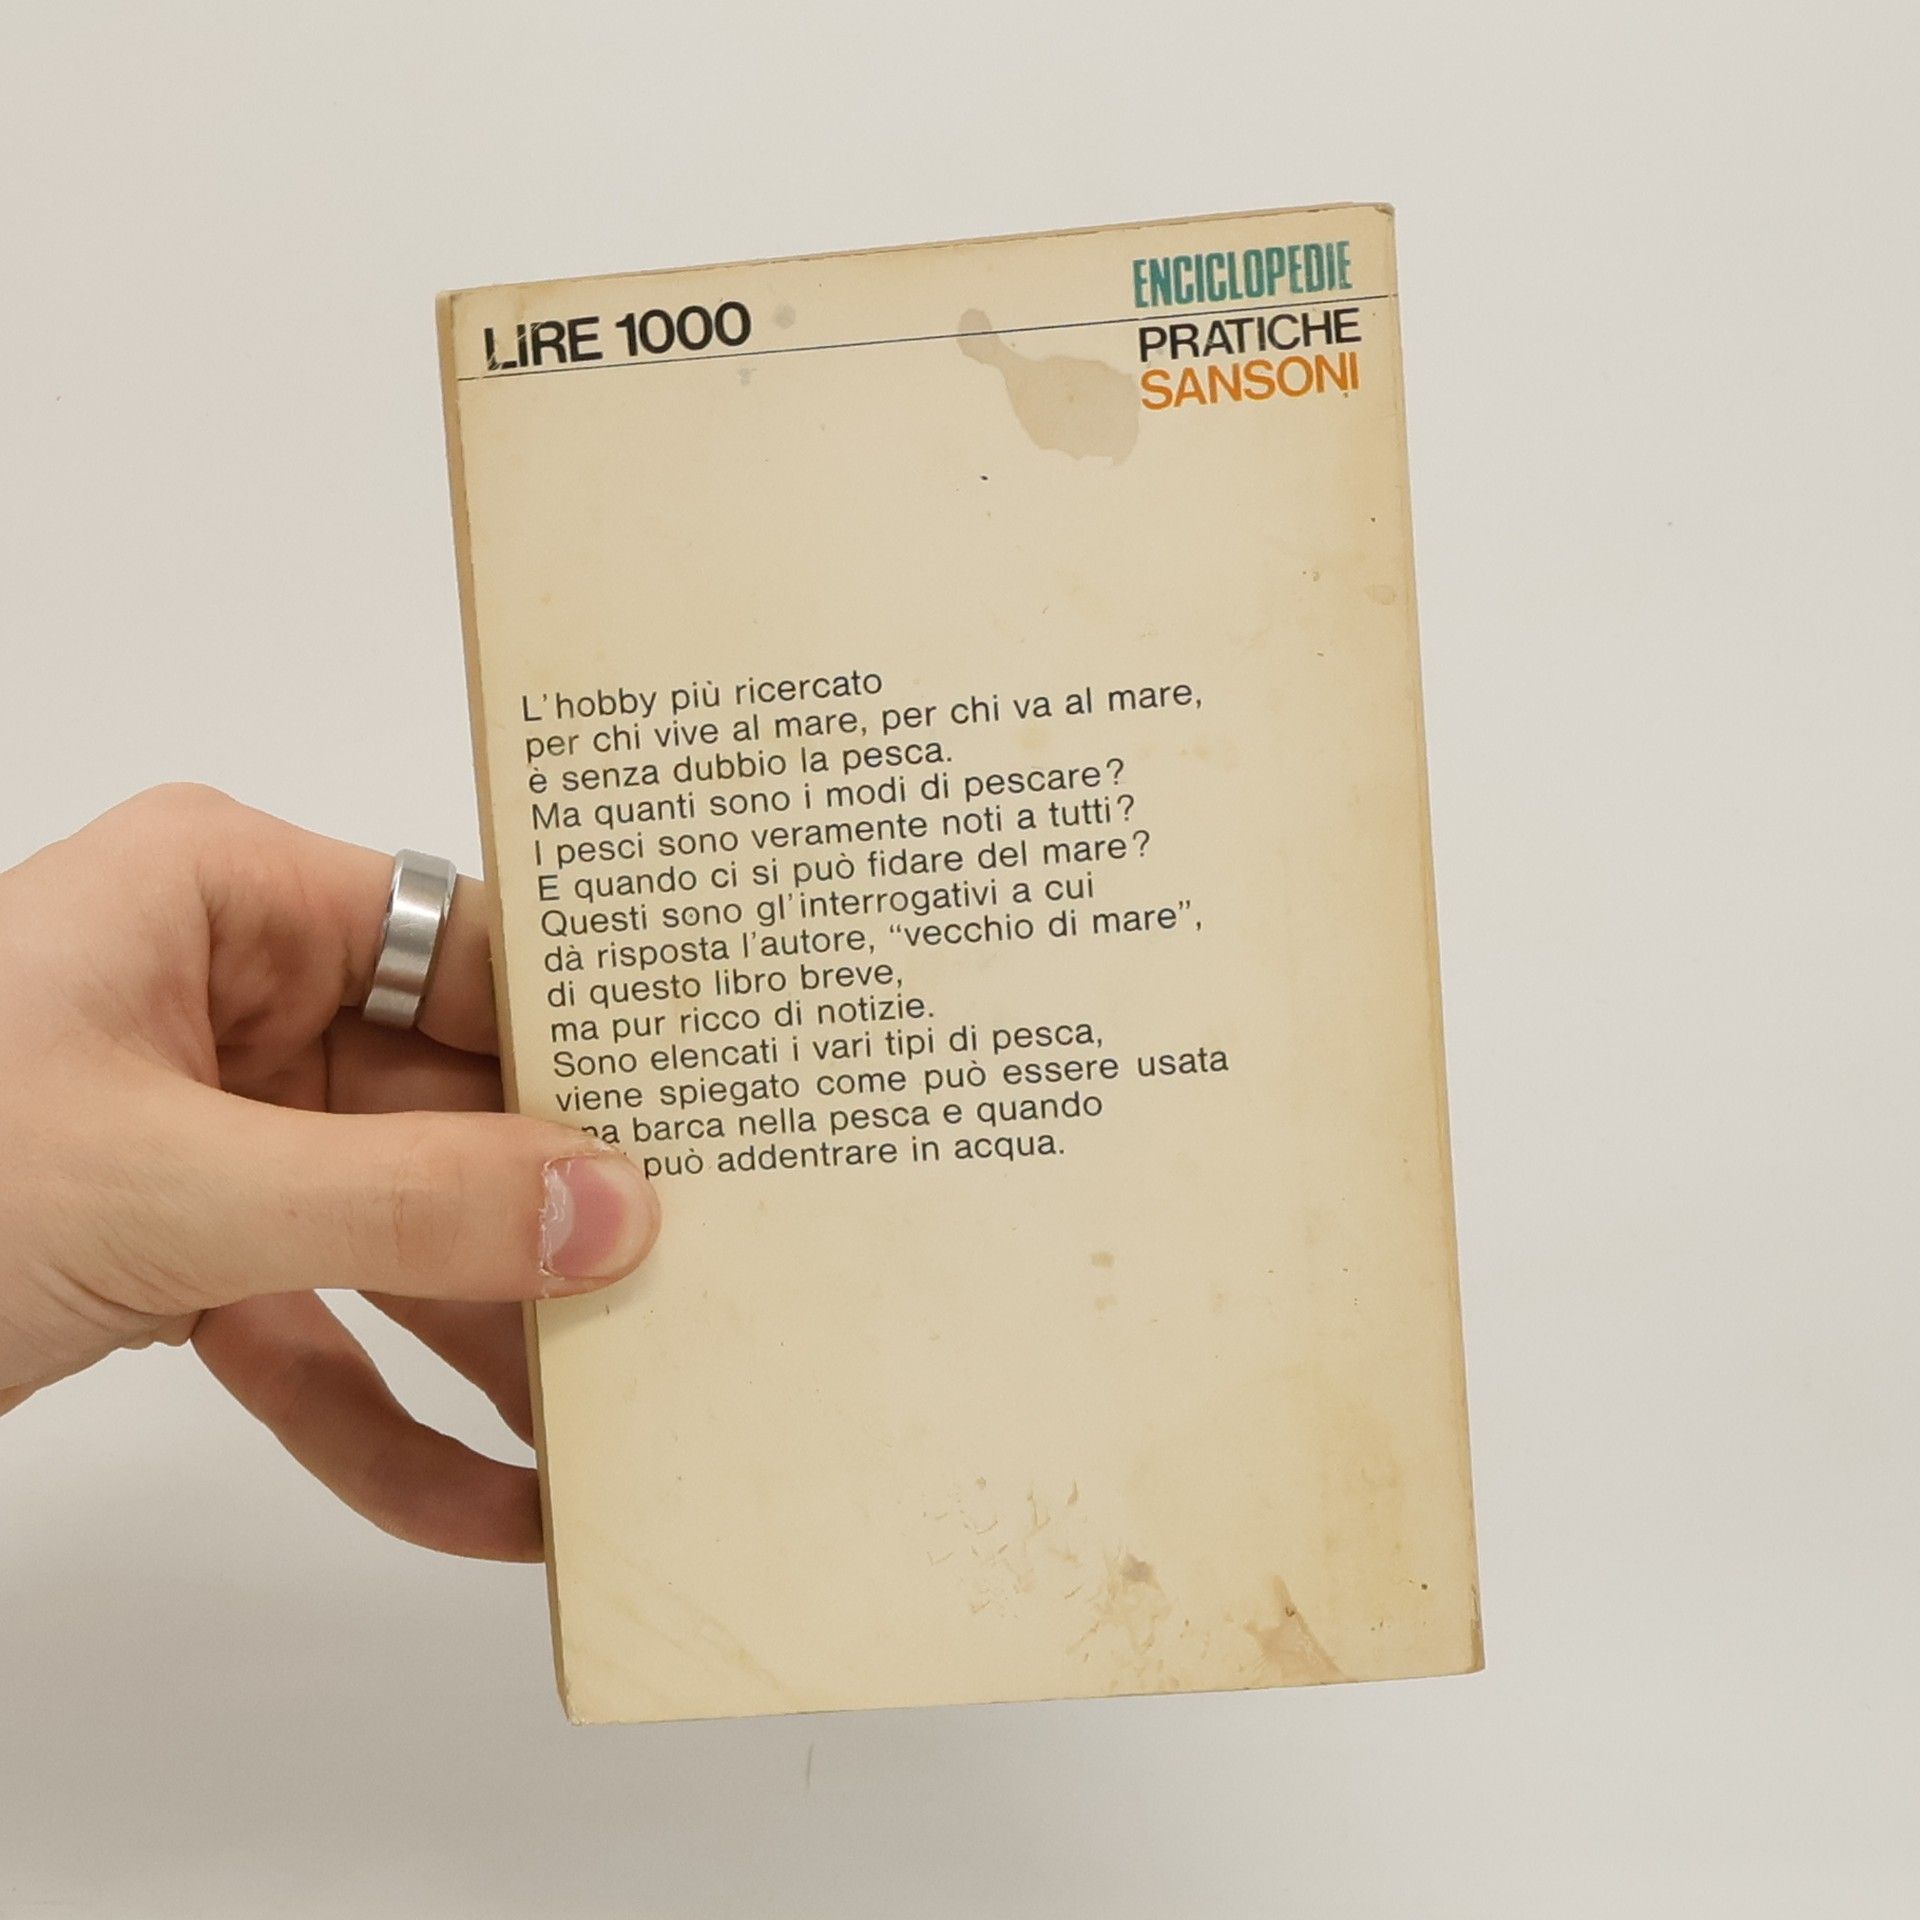 LIRE 1000
ENCICLOPEDIE
PRATICHE
SANSONI
L'hobby più ricercato
per chi vive al mare, per chi va al mare,
è senza dubbio la pesca.
Ma quanti sono i modi di pescare?
I pesci sono veramente noti a tutti?
E quando ci si può fidare del mare?
Questi sono gl'interrogativi a cui
dà risposta l'autore, “vecchio di mare”,
di questo libro breve,
ma pur ricco di notizie.
Sono elencati i vari tipi di pesca,
viene spiegato come può essere usata
barca nella pesca e quando
può addentrare in acqua.